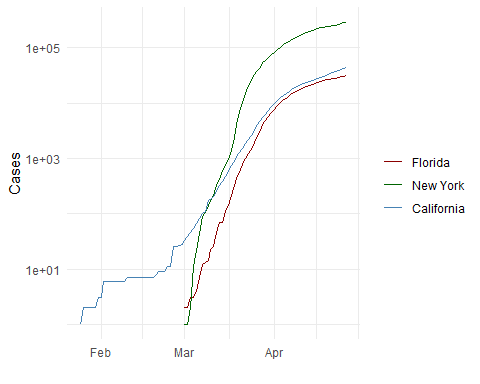 1e+05
1e+03
1e+01
Cases
Feb
Mar
Apr
Florida
New York
California